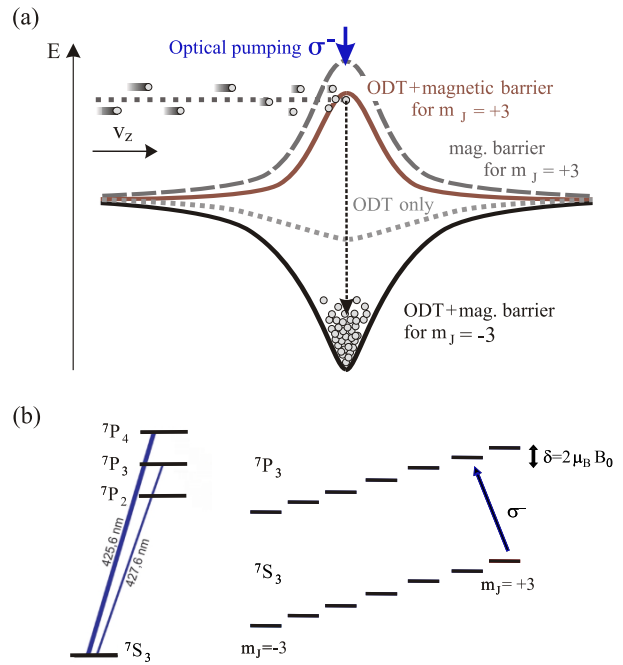 (a)
Optical pumping σ⁻
E
ODT+magnetic barrier
for m_J = +3
mag. barrier
for m_J = +3
v_z
ODT only
ODT+mag. barrier
for m_J = -3
(b)
⁷P₄
⁷P₃
⁷P₂
425,6 nm
427,6 nm
⁷S₃
⁷P₃
δ=2 μ_B B₀
σ⁻
⁷S₃
m_J= +3
m_J=-3